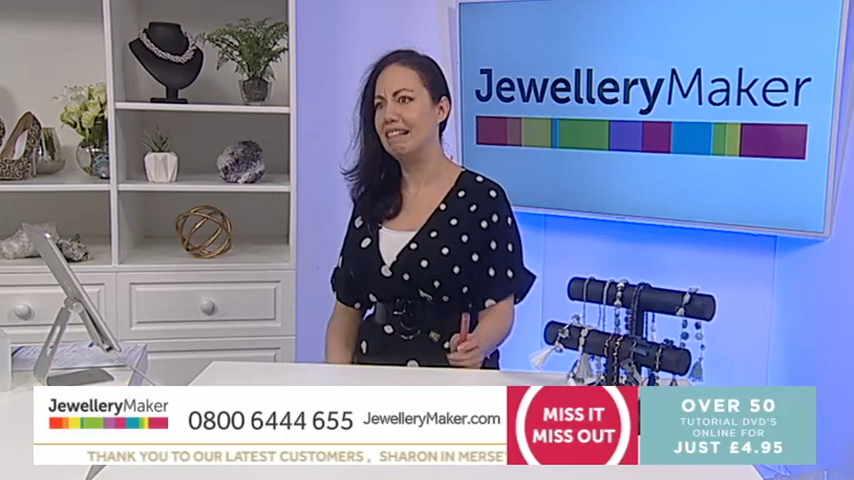 JewelleryMaker
JewelleryMaker
0800 6444 655
JewelleryMaker.com
MISS IT
MISS OUT
OVER 50
TUTORIAL DVD'S
ONLINE FOR
JUST £4.95
THANK YOU TO OUR LATEST CUSTOMERS, SHARON IN MERSE